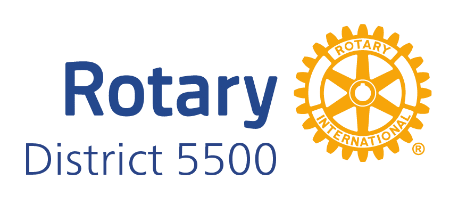 Rotary
District 5500
ROTARY
INTERNATIONAL
®